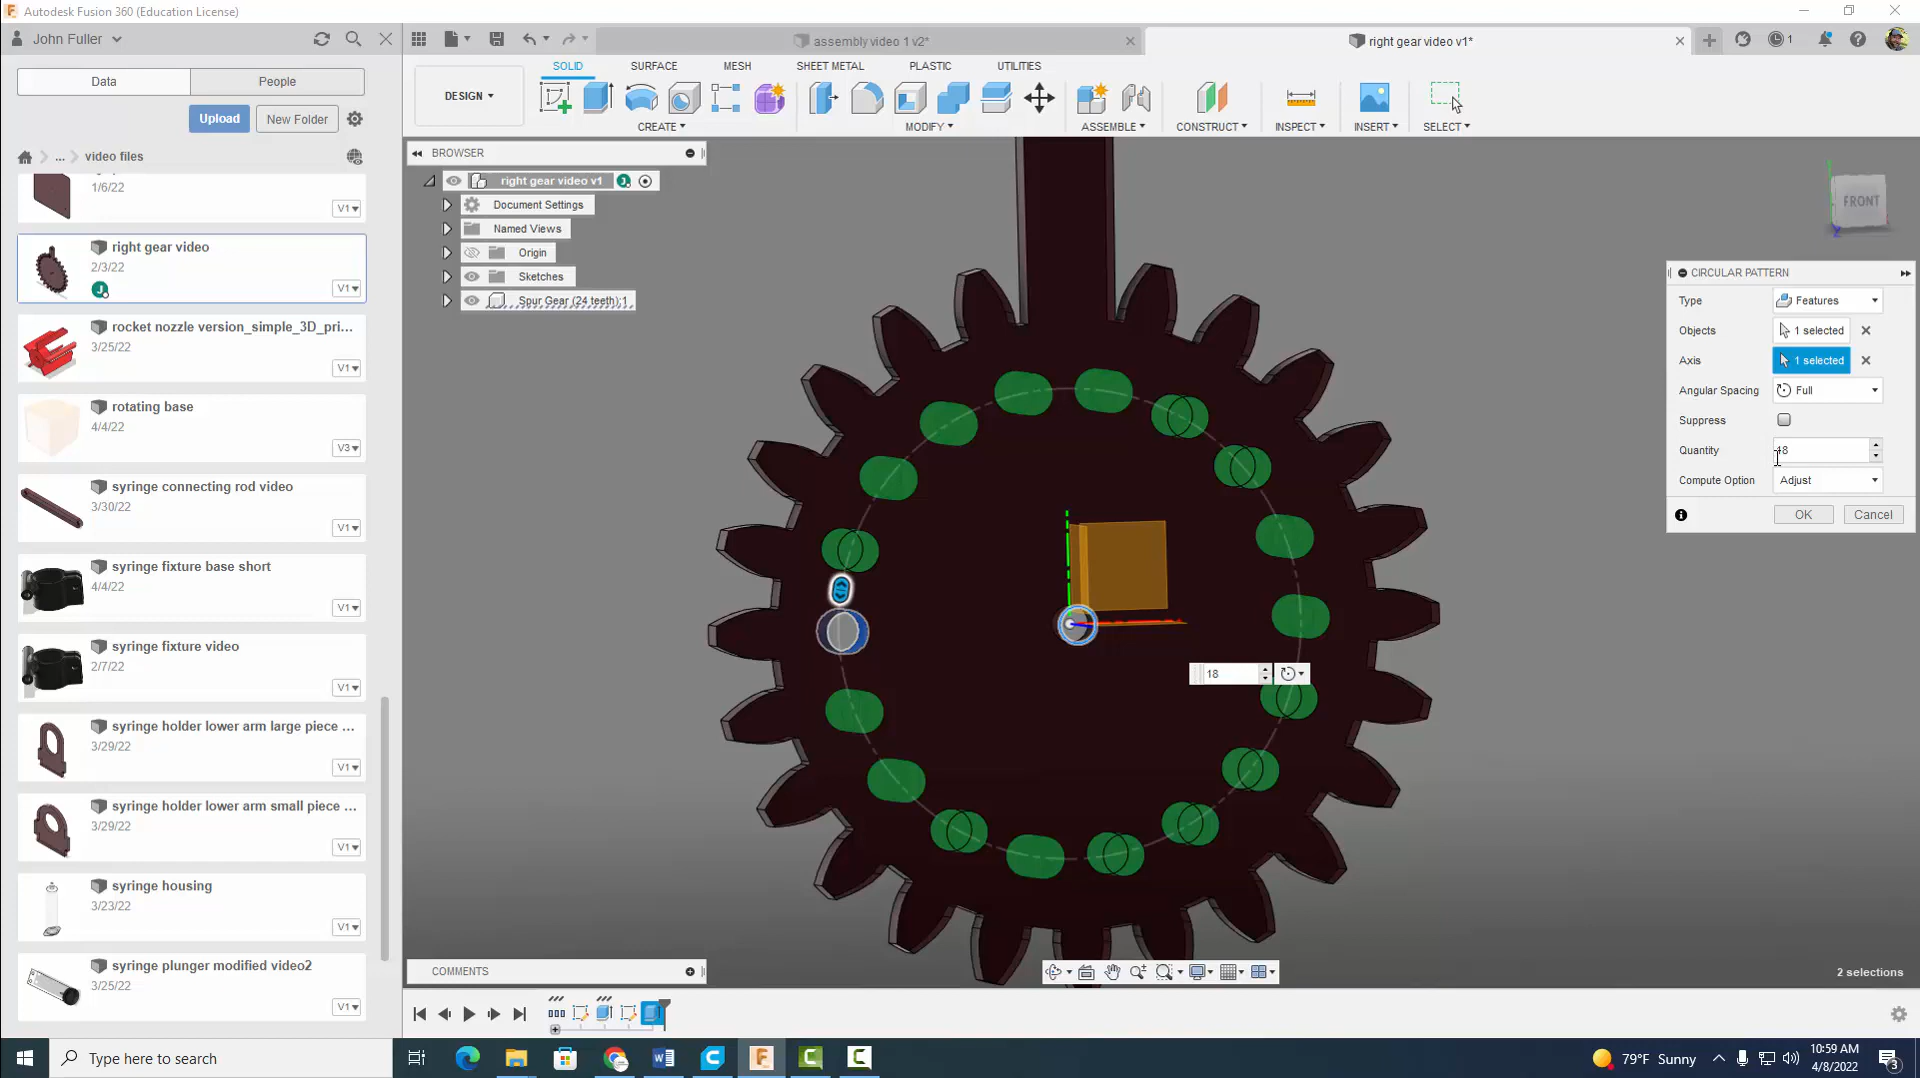 Autodesk Fusion 360 (Education License)
John Fuller
assembly video 1 v2*
right gear video v1*
1
Data
People
Upload
New Folder
... video files
DESIGN
SOLID
SURFACE
MESH
SHEET METAL
PLASTIC
UTILITIES
CREATE
MODIFY
ASSEMBLE
CONSTRUCT
INSPECT
INSERT
SELECT
1/6/22
V1
right gear video
2/3/22
J
V1
rocket nozzle version_simple_3D_pri...
3/25/22
V1
rotating base
4/4/22
V3
syringe connecting rod video
3/30/22
V1
syringe fixture base short
4/4/22
V1
syringe fixture video
2/7/22
V1
syringe holder lower arm large piece ...
3/29/22
V1
syringe holder lower arm small piece ...
3/29/22
V1
syringe housing
3/23/22
V1
syringe plunger modified video2
3/25/22
V1
BROWSER
right gear video v1
Document Settings
Named Views
Origin
Sketches
Spur Gear (24 teeth):1
FRONT
Z
CIRCULAR PATTERN
Type Features
Objects 1 selected
Axis 1 selected
Angular Spacing Full
Suppress
Quantity 18
Compute Option Adjust
OK
Cancel
18
COMMENTS
2 selections
Type here to search
79°F Sunny
10:59 AM
4/8/2022
3